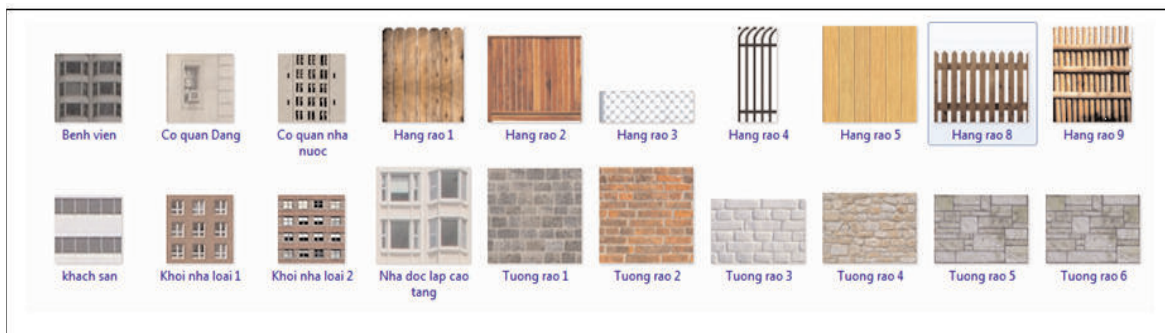 Benh vien
Co quan Dang
Co quan nha
nuoc
Hang rao 1
Hang rao 2
Hang rao 3
Hang rao 4
Hang rao 5
Hang rao 8
Hang rao 9
khach san
Khoi nha loai 1
Khoi nha loai 2
Nha doc lap cao
tang
Tuong rao 1
Tuong rao 2
Tuong rao 3
Tuong rao 4
Tuong rao 5
Tuong rao 6